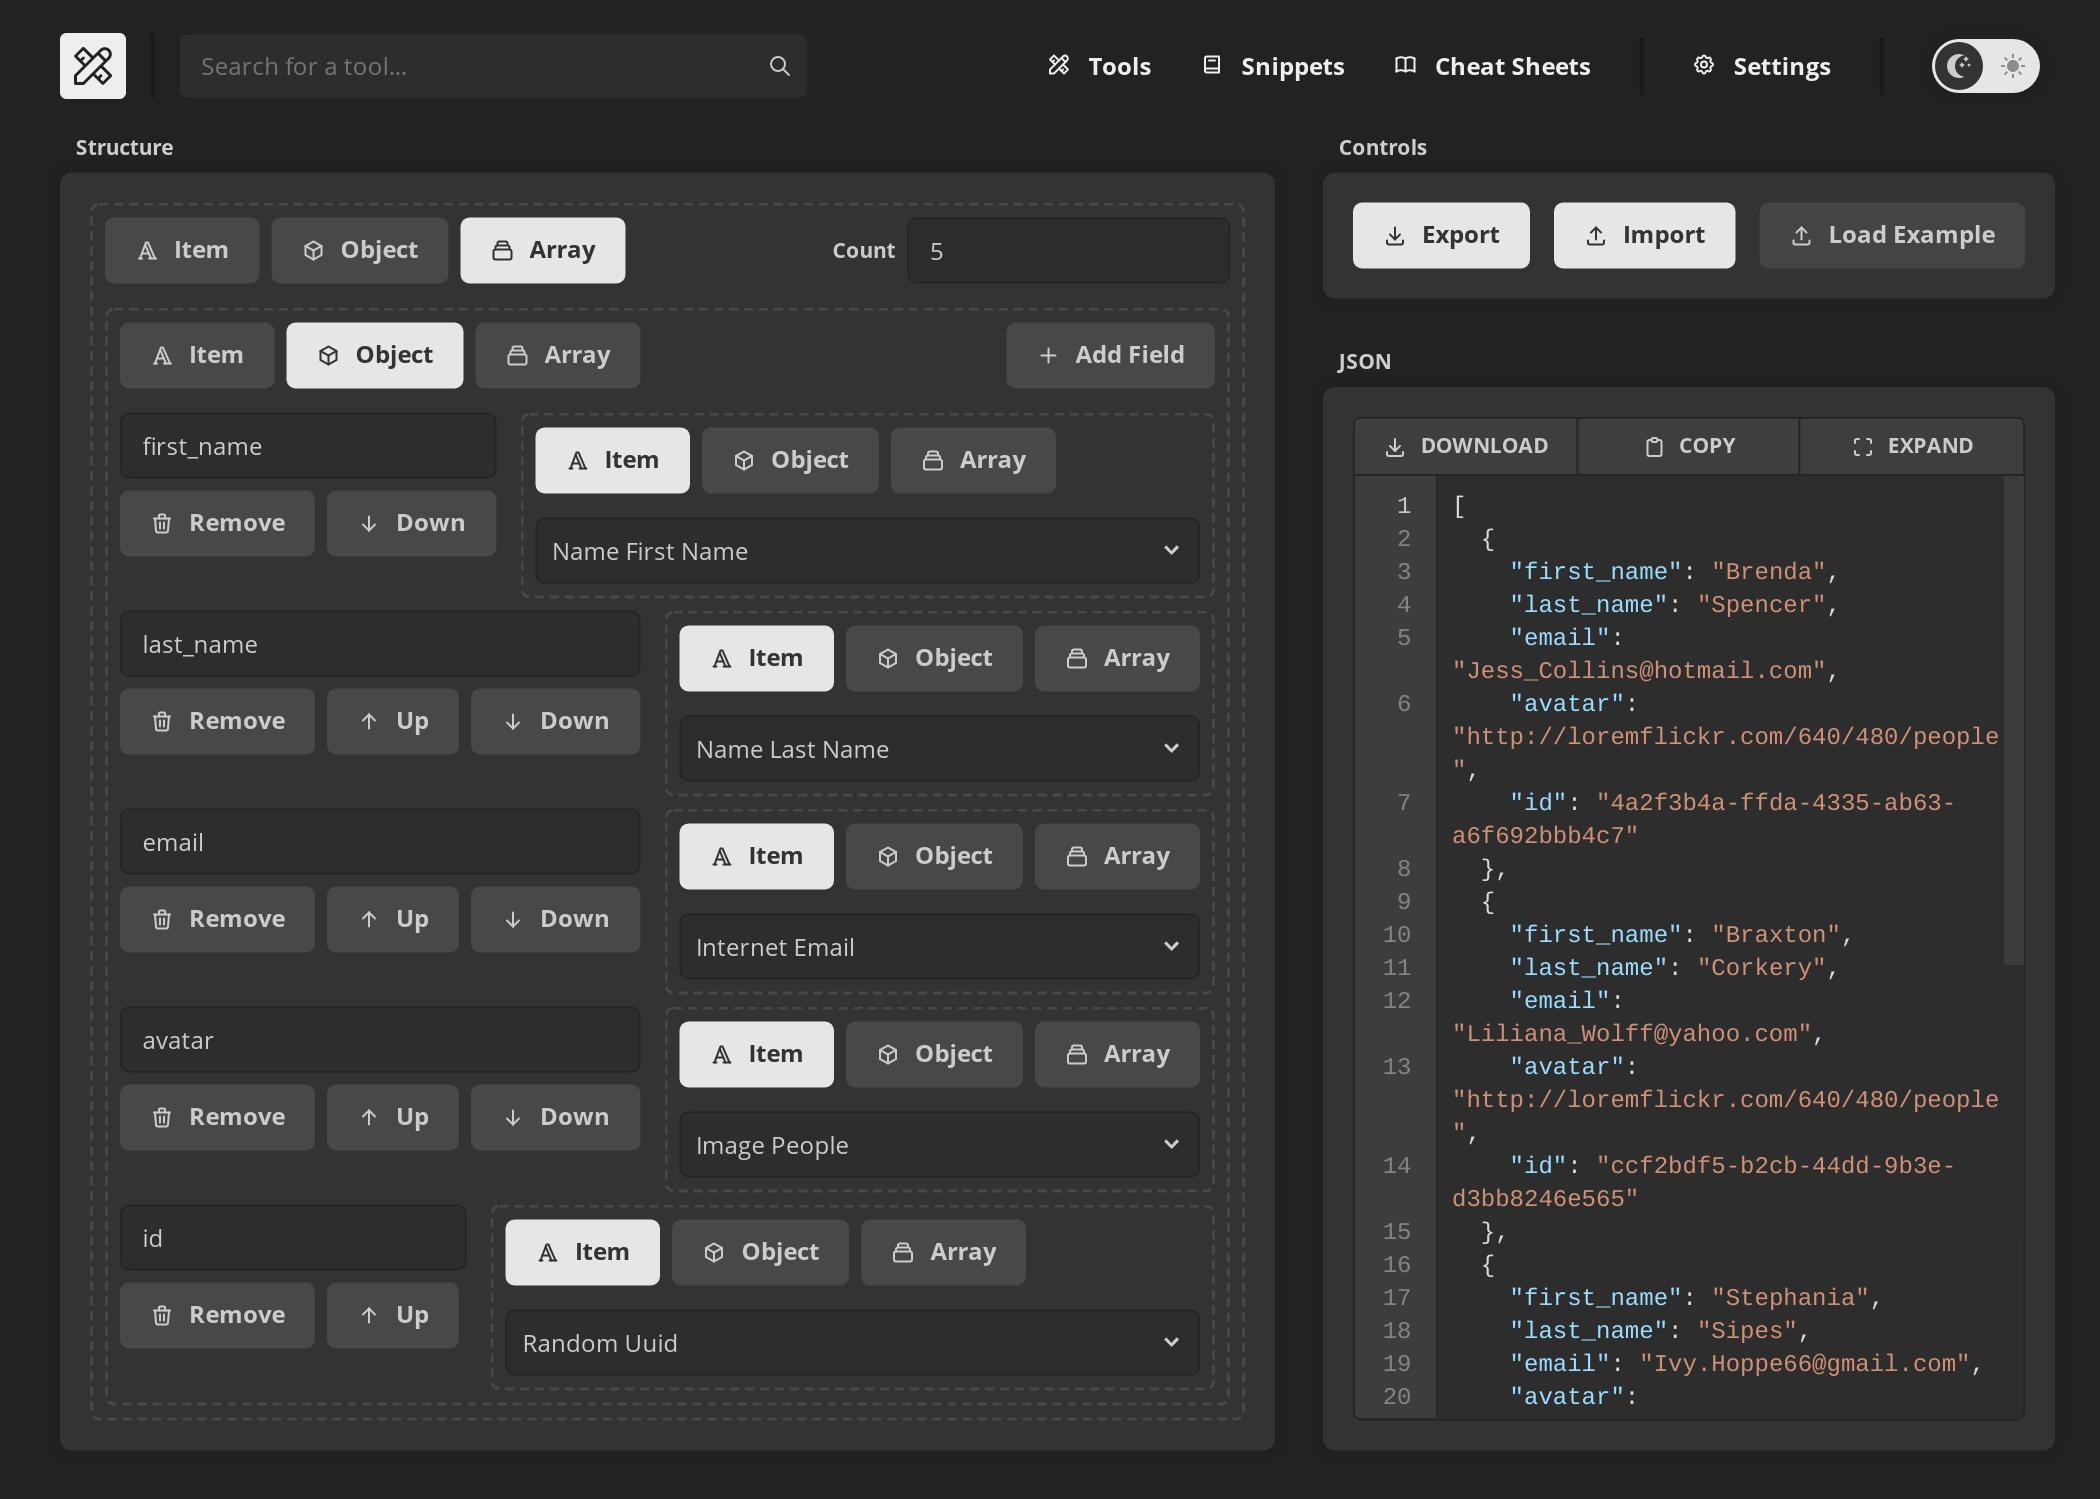 Search for a tool...
Tools
Snippets
Cheat Sheets
Settings
Structure
Item Object Array Count 5
Item Object Array Add Field
first_name
Remove Down
Item Object Array
Name First Name
last_name
Remove Up Down
Item Object Array
Name Last Name
email
Remove Up Down
Item Object Array
Internet Email
avatar
Remove Up Down
Item Object Array
Image People
id
Remove Up
Item Object Array
Random Uuid
Controls
Export Import Load Example
JSON
DOWNLOAD COPY EXPAND
1 [
2 {
3 "first_name": "Brenda",
4 "last_name": "Spencer",
5 "email":
"Jess_Collins@hotmail.com",
6 "avatar":
"http://loremflickr.com/640/480/people
",
7 "id": "4a2f3b4a-ffda-4335-ab63-
a6f692bbb4c7"
8 },
9 {
10 "first_name": "Braxton",
11 "last_name": "Corkery",
12 "email":
"Liliana_Wolff@yahoo.com",
13 "avatar":
"http://loremflickr.com/640/480/people
",
14 "id": "ccf2bdf5-b2cb-44dd-9b3e-
d3bb8246e565"
15 },
16 {
17 "first_name": "Stephania",
18 "last_name": "Sipes",
19 "email": "Ivy.Hoppe66@gmail.com",
20 "avatar":